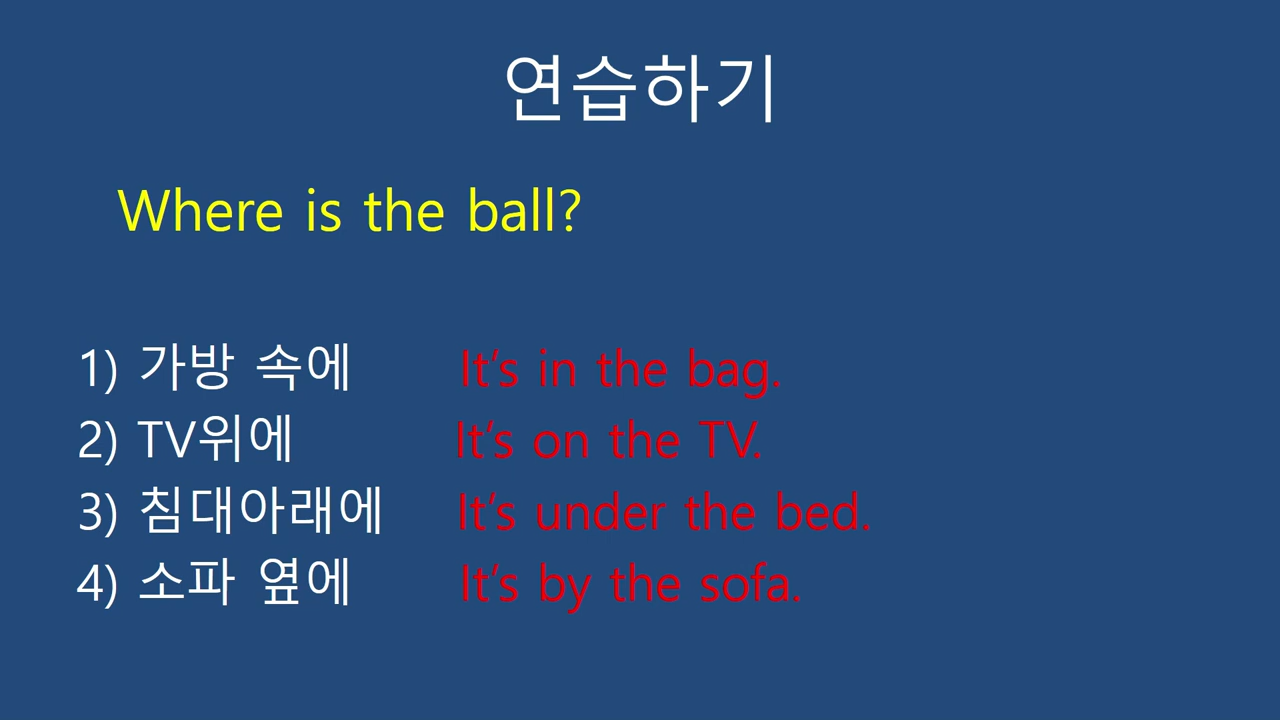 연습하기
Where is the ball?
1) 가방 속에 It’s in the bag.
2) TV위에 It’s on the TV.
3) 침대아래에 It’s under the bed.
4) 소파 옆에 It’s by the sofa.